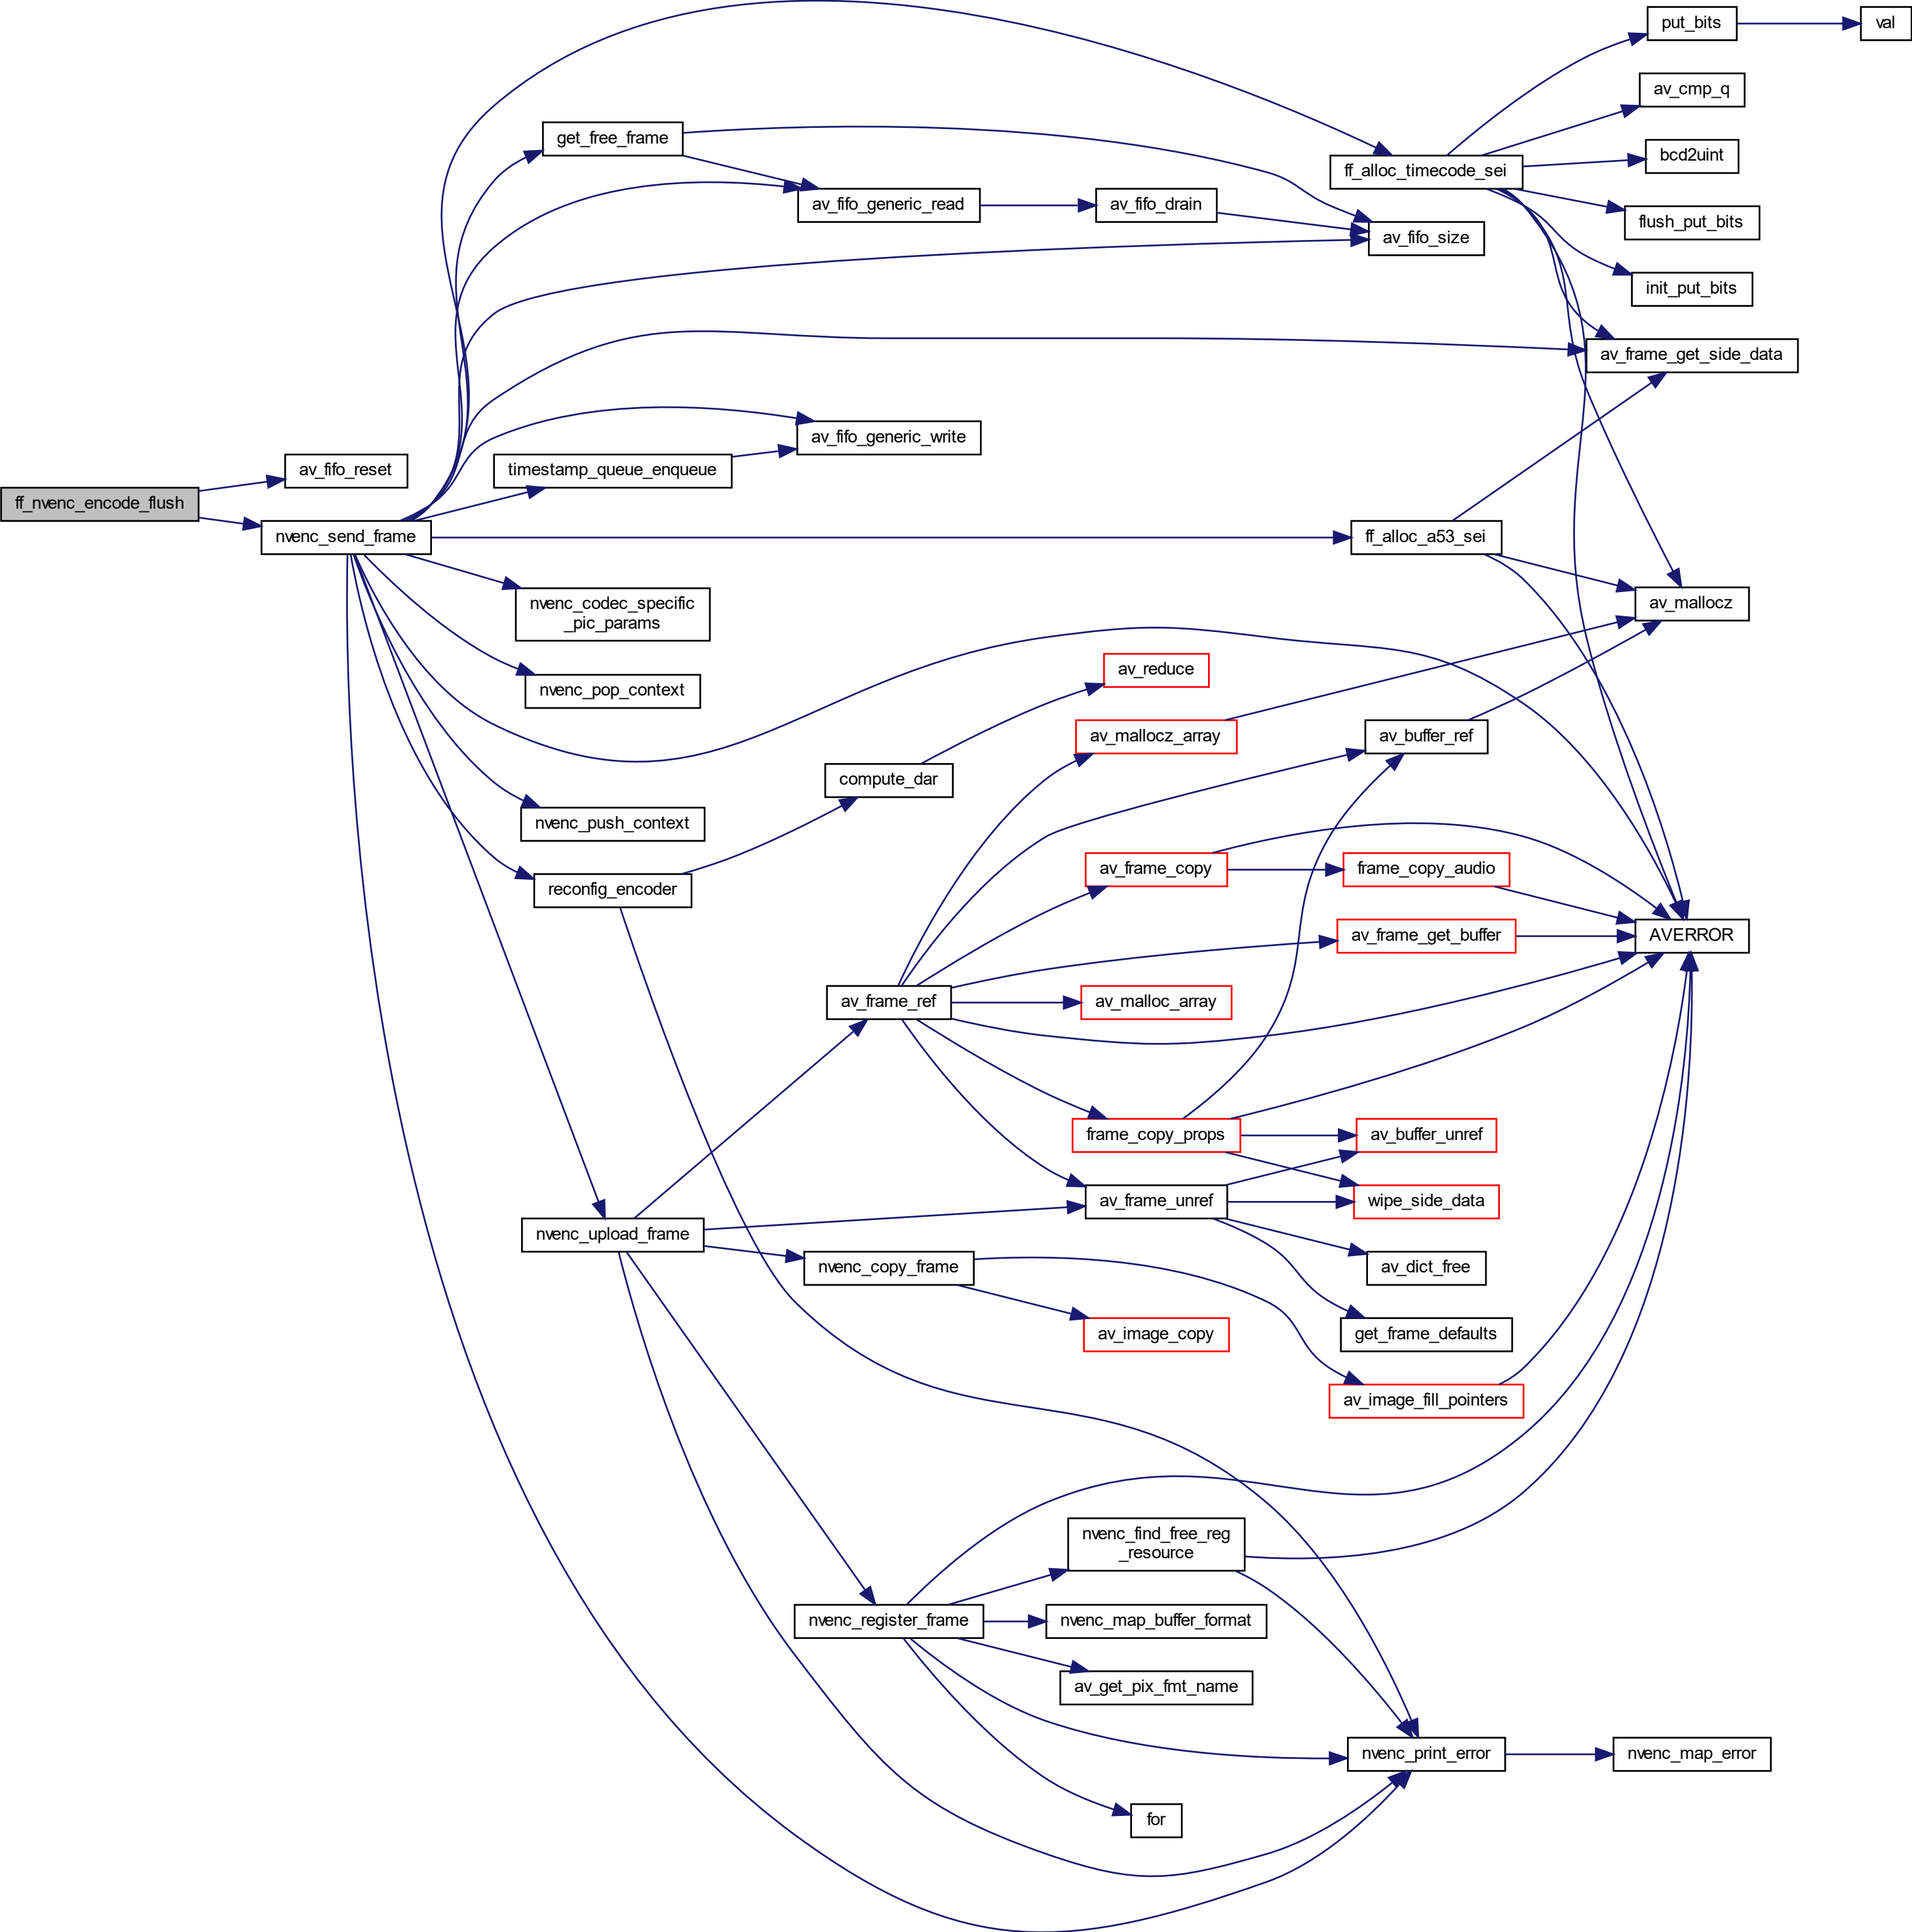 put_bits
val
av_cmp_q
get_free_frame
bcd2uint
ff_alloc_timecode_sei
av_fifo_generic_read
av_fifo_drain
flush_put_bits
av_fifo_size
init_put_bits
av_frame_get_side_data
av_fifo_generic_write
av_fifo_reset
timestamp_queue_enqueue
ff_nvenc_encode_flush
nvenc_send_frame
ff_alloc_a53_sei
nvenc_codec_specific
_pic_params
av_mallocz
av_reduce
nvenc_pop_context
av_mallocz_array
av_buffer_ref
compute_dar
nvenc_push_context
av_frame_copy
frame_copy_audio
reconfig_encoder
av_frame_get_buffer
AVERROR
av_frame_ref
av_malloc_array
frame_copy_props
av_buffer_unref
av_frame_unref
wipe_side_data
nvenc_upload_frame
nvenc_copy_frame
av_dict_free
av_image_copy
get_frame_defaults
av_image_fill_pointers
nvenc_find_free_reg
_resource
nvenc_register_frame
nvenc_map_buffer_format
av_get_pix_fmt_name
nvenc_print_error
nvenc_map_error
for